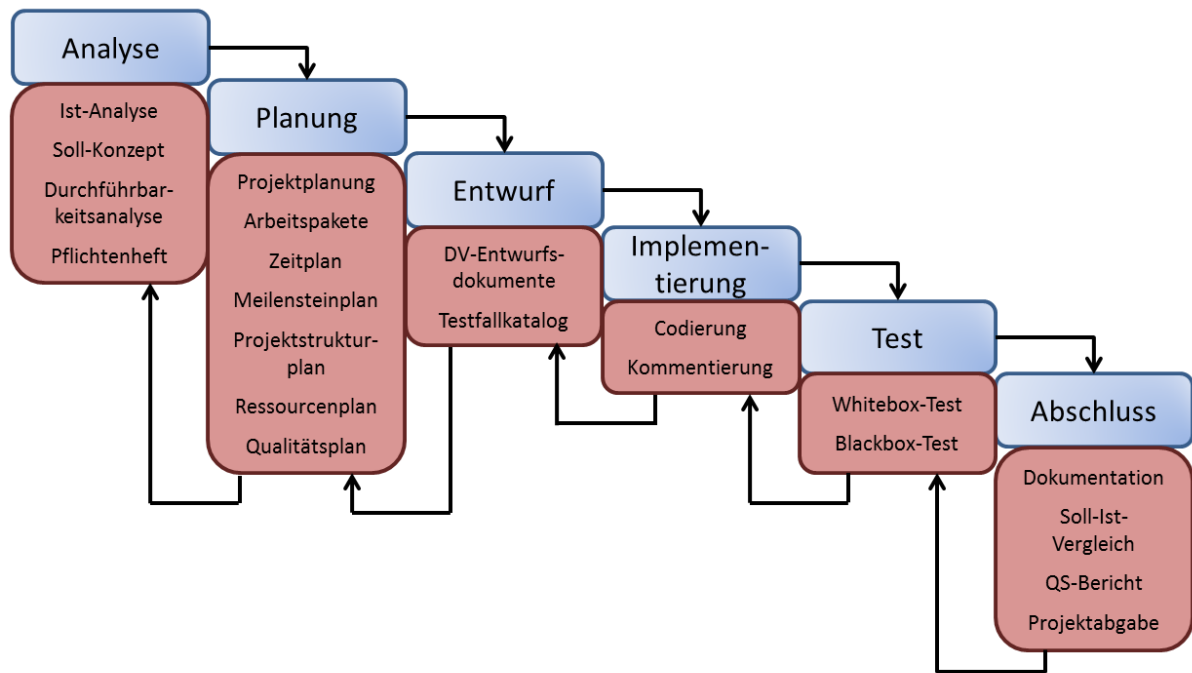 Analyse
Ist-Analyse
Soll-Konzept
Durchführbar-
keitsanalyse
Pflichtenheft
Planung
Projektplanung
Arbeitspakete
Zeitplan
Meilensteinplan
Projektstruktur-
plan
Ressourcenplan
Qualitätsplan
Entwurf
DV-Entwurfs-
dokumente
Testfallkatalog
Implemen-
tierung
Codierung
Kommentierung
Test
Whitebox-Test
Blackbox-Test
Abschluss
Dokumentation
Soll-Ist-
Vergleich
QS-Bericht
Projektabgabe